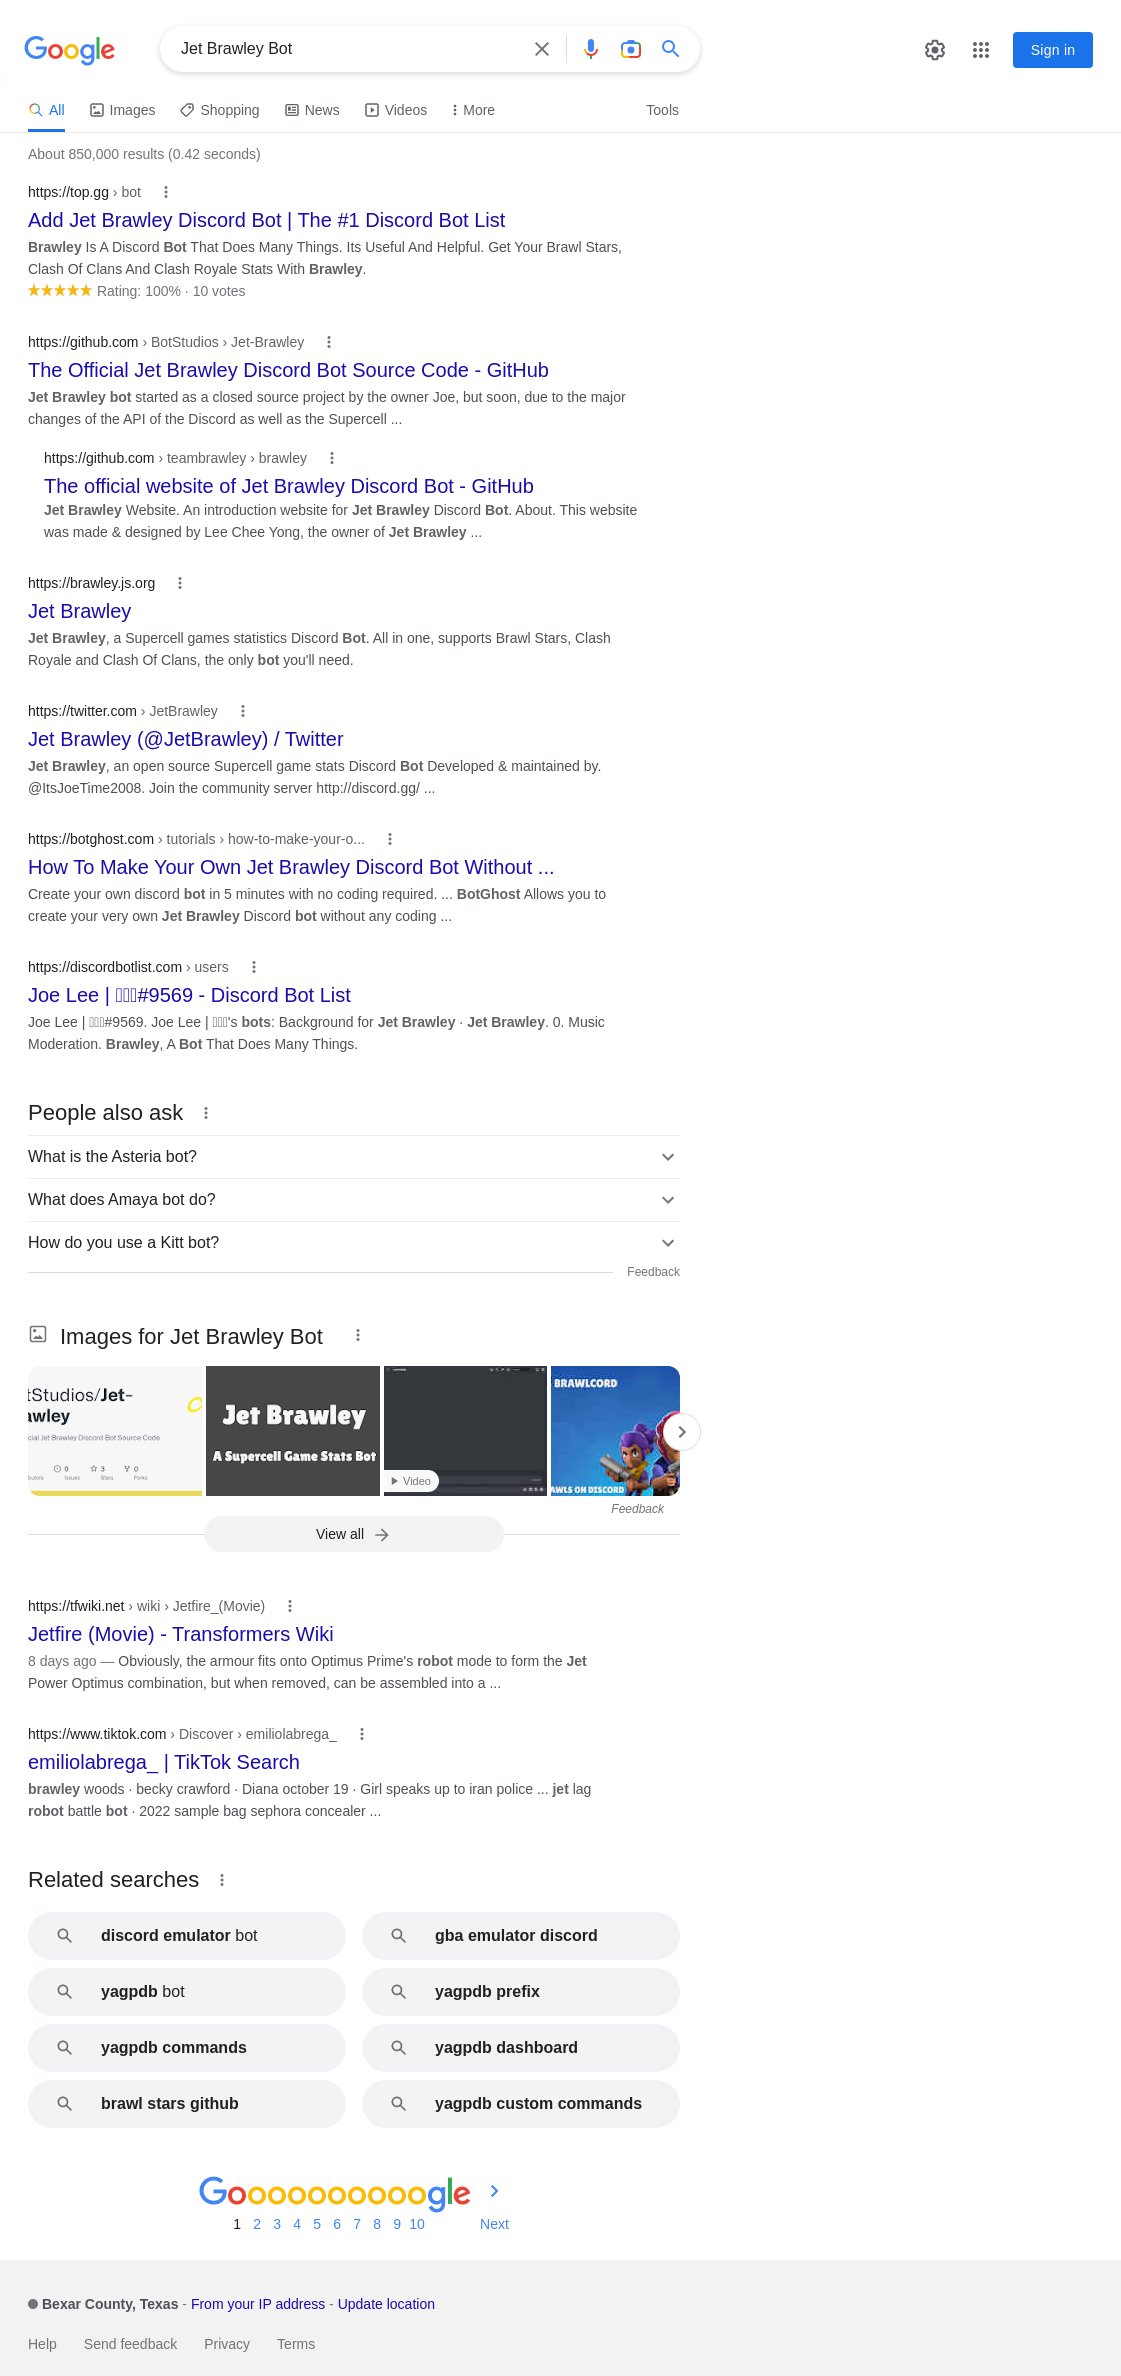 Google
Jet Brawley Bot
Sign in
All
Images
Shopping
News
Videos
More
Tools
About 850,000 results (0.42 seconds)
https://top.gg › bot
Add Jet Brawley Discord Bot | The #1 Discord Bot List
Brawley Is A Discord Bot That Does Many Things. Its Useful And Helpful. Get Your Brawl Stars,
Clash Of Clans And Clash Royale Stats With Brawley.
Rating: 100% · 10 votes
https://github.com › BotStudios › Jet-Brawley
The Official Jet Brawley Discord Bot Source Code - GitHub
Jet Brawley bot started as a closed source project by the owner Joe, but soon, due to the major
changes of the API of the Discord as well as the Supercell ...
https://github.com › teambrawley › brawley
The official website of Jet Brawley Discord Bot - GitHub
Jet Brawley Website. An introduction website for Jet Brawley Discord Bot. About. This website
was made & designed by Lee Chee Yong, the owner of Jet Brawley ...
https://brawley.js.org
Jet Brawley
Jet Brawley, a Supercell games statistics Discord Bot. All in one, supports Brawl Stars, Clash
Royale and Clash Of Clans, the only bot you'll need.
https://twitter.com › JetBrawley
Jet Brawley (@JetBrawley) / Twitter
Jet Brawley, an open source Supercell game stats Discord Bot Developed & maintained by.
@ItsJoeTime2008. Join the community server http://discord.gg/ ...
https://botghost.com › tutorials › how-to-make-your-o...
How To Make Your Own Jet Brawley Discord Bot Without ...
Create your own discord bot in 5 minutes with no coding required. ... BotGhost Allows you to
create your very own Jet Brawley Discord bot without any coding ...
https://discordbotlist.com › users
Joe Lee | #9569 - Discord Bot List
Joe Lee | #9569. Joe Lee | 's bots: Background for Jet Brawley · Jet Brawley. 0. Music
Moderation. Brawley, A Bot That Does Many Things.
People also ask
What is the Asteria bot?
What does Amaya bot do?
How do you use a Kitt bot?
Feedback
Images for Jet Brawley Bot
tStudios/Jet-
awley
cial Jet Brawley Discord Bot Source Code
0 3 0
butors Issues Stars Forks
Jet Brawley
A Supercell Game Stats Bot
Video
BRAWLCORD
AWLS ON DISCORD
Feedback
View all
https://tfwiki.net › wiki › Jetfire_(Movie)
Jetfire (Movie) - Transformers Wiki
8 days ago — Obviously, the armour fits onto Optimus Prime's robot mode to form the Jet
Power Optimus combination, but when removed, can be assembled into a ...
https://www.tiktok.com › Discover › emiliolabrega_
emiliolabrega_ | TikTok Search
brawley woods · becky crawford · Diana october 19 · Girl speaks up to iran police ... jet lag
robot battle bot · 2022 sample bag sephora concealer ...
Related searches
discord emulator bot
gba emulator discord
yagpdb bot
yagpdb prefix
yagpdb commands
yagpdb dashboard
brawl stars github
yagpdb custom commands
Goooooooooogle
1 2 3 4 5 6 7 8 9 10 Next
Bexar County, Texas - From your IP address - Update location
Help Send feedback Privacy Terms